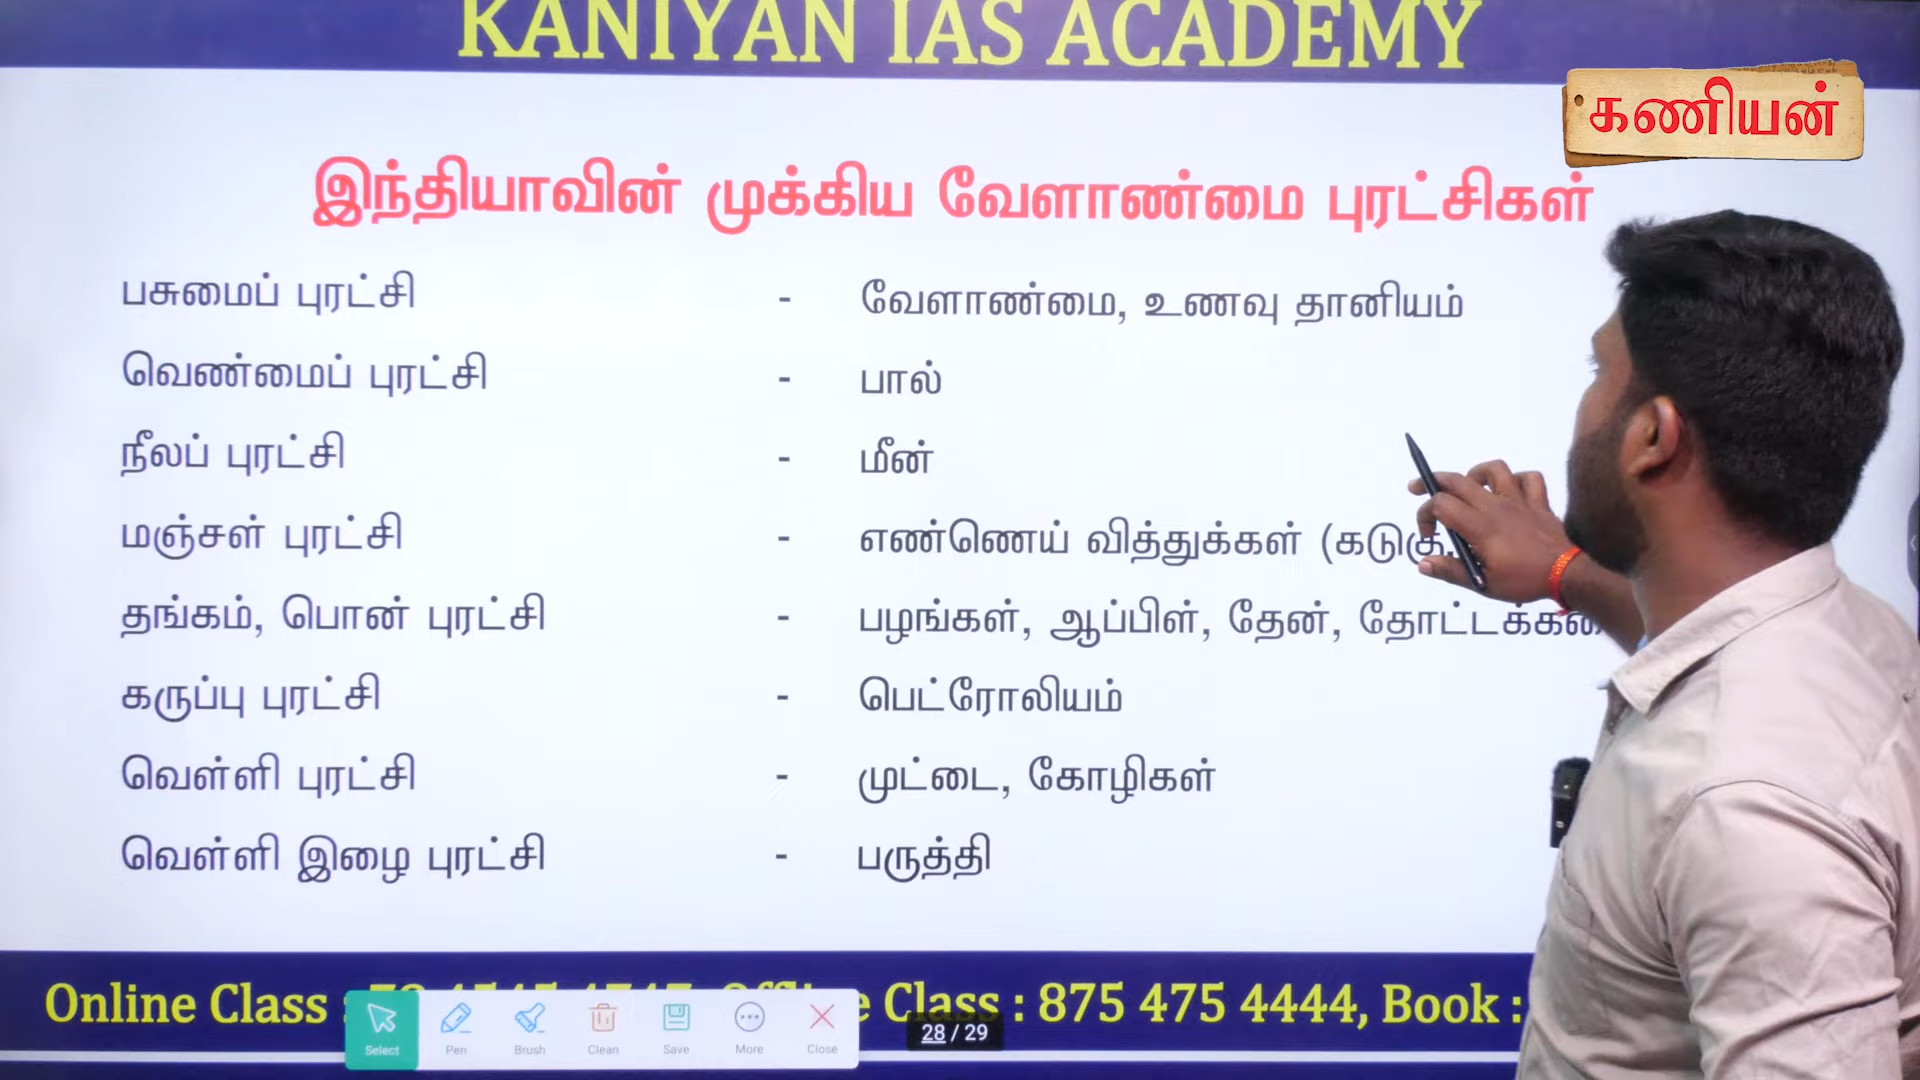 KANIYAN IAS ACADEMY
கணியன்
இந்தியாவின் முக்கிய வேளாண்மை புரட்சிகள்
பசுமைப் புரட்சி - வேளாண்மை, உணவு தானியம்
வெண்மைப் புரட்சி - பால்
நீலப் புரட்சி - மீன்
மஞ்சள் புரட்சி - எண்ணெய் வித்துக்கள் (கடுகு,
தங்கம், பொன் புரட்சி - பழங்கள், ஆப்பிள், தேன்,
கருப்பு புரட்சி - பெட்ரோலியம்
வெள்ளி புரட்சி - முட்டை, கோழிகள்
வெள்ளி இழை புரட்சி - பருத்தி
Online Class : Class : 875 475 4444, Book :
Select Pen Brush Clean Save More Close
28 / 29